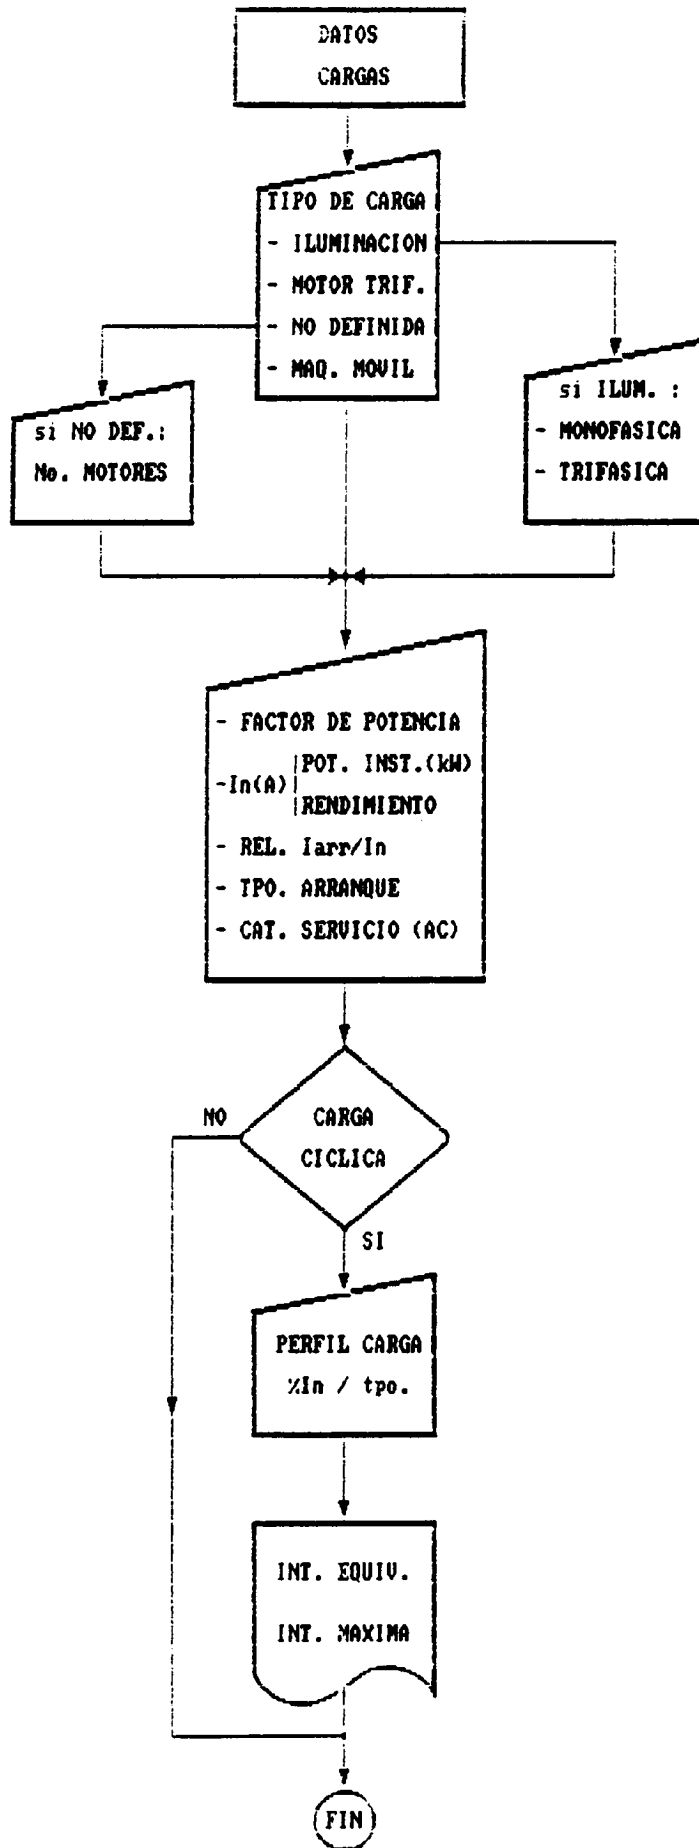 DATOS
CARGAS
TIPO DE CARGA
- ILUMINACION
- MOTOR TRIF.
- NO DEFINIDA
- MAQ. MOVIL
si NO DEF.:
No. MOTORES
si ILUM. :
- MONOFASICA
- TRIFASICA
- FACTOR DE POTENCIA
-In(A) |POT. INST.(kW)
|RENDIMIENTO
- REL. Iarr/In
- TPO. ARRANQUE
- CAT. SERVICIO (AC)
NO
CARGA
CICLICA
SI
PERFIL CARGA
%In / tpo.
INT. EQUIV.
INT. MAXIMA
FIN